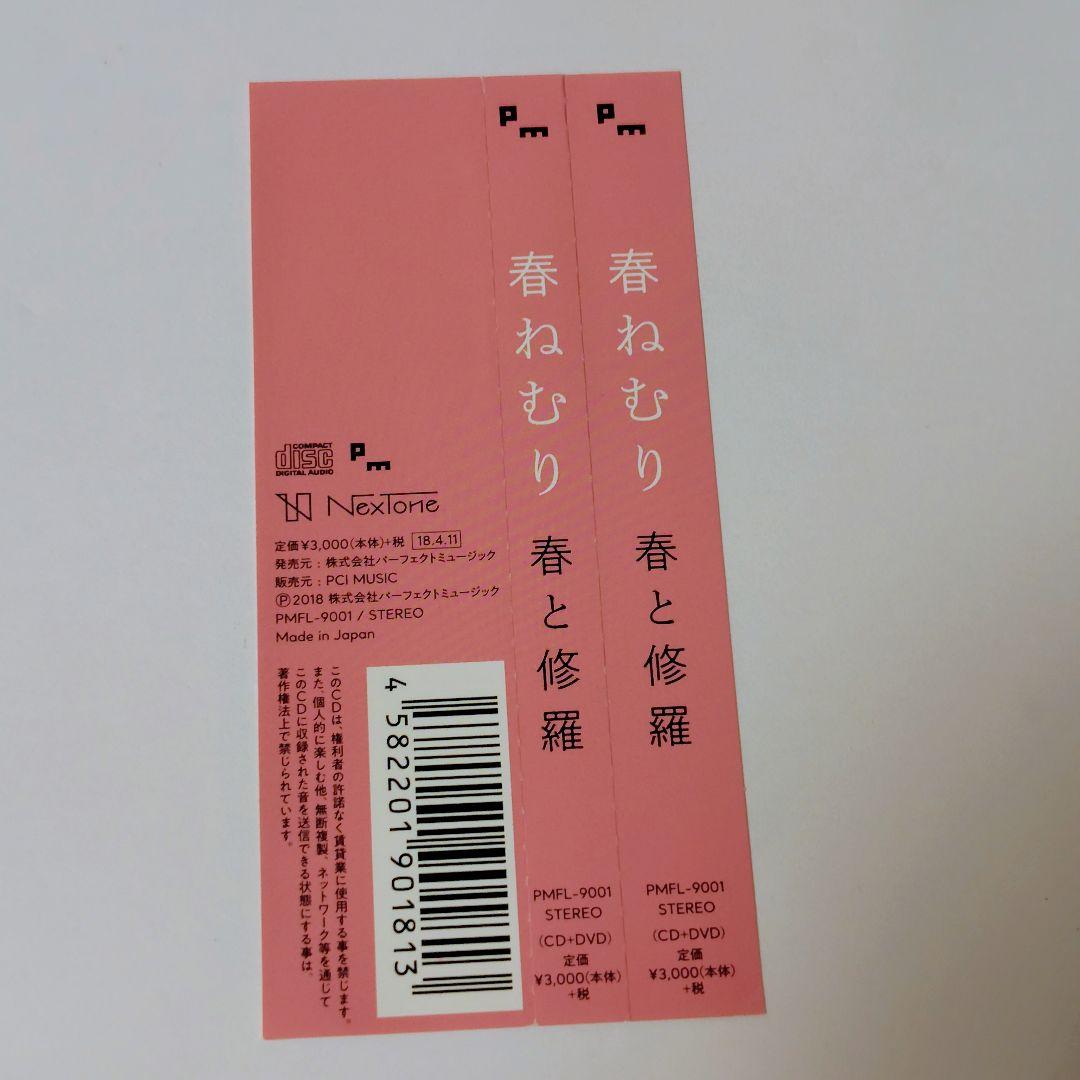 COMPACT
disc
DIGITAL AUDIO
Pm
NexTone
定価¥3,000(本体)+税 18.4.11
発売元：株式会社パーフェクトミュージック
販売元：PCI MUSIC
Ⓟ2018 株式会社パーフェクトミュージック
PMFL-9001 / STEREO
Made in Japan
このCDは、権利者の許諾なく賃貸業に使用する事を禁じます。
また、個人的に楽しむ他、無断複製、ネットワーク等を通じて
このCDに収録された音を送信できる状態にする事は、
著作権法上で禁じられています。
4582201901813
Pm
春ねむり 春と修羅
PMFL-9001
STEREO
(CD+DVD)
定価
¥3,000(本体)
+税
Pm
春ねむり 春と修羅
PMFL-9001
STEREO
(CD+DVD)
定価
¥3,000(本体)
+税